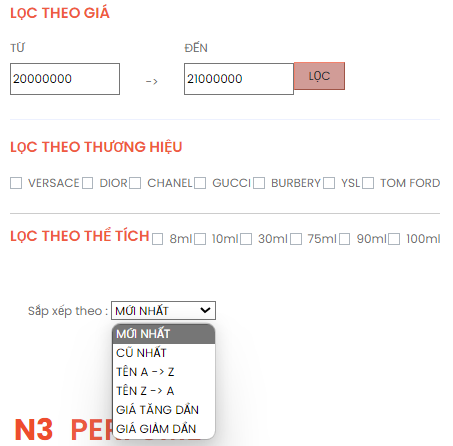 LỌC THEO GIÁ
TỪ ĐẾN
20000000 -> 21000000 LỌC
LỌC THEO THƯƠNG HIỆU
VERSACE DIOR CHANEL GUCCI BURBERY YSL TOM FORD
LỌC THEO THỂ TÍCH 8ml 10ml 30ml 75ml 90ml 100ml
Sắp xếp theo : MỚI NHẤT
MỚI NHẤT
CŨ NHẤT
TÊN A -> Z
TÊN Z -> A
GIÁ TĂNG DẦN
GIÁ GIẢM DẦN
N3